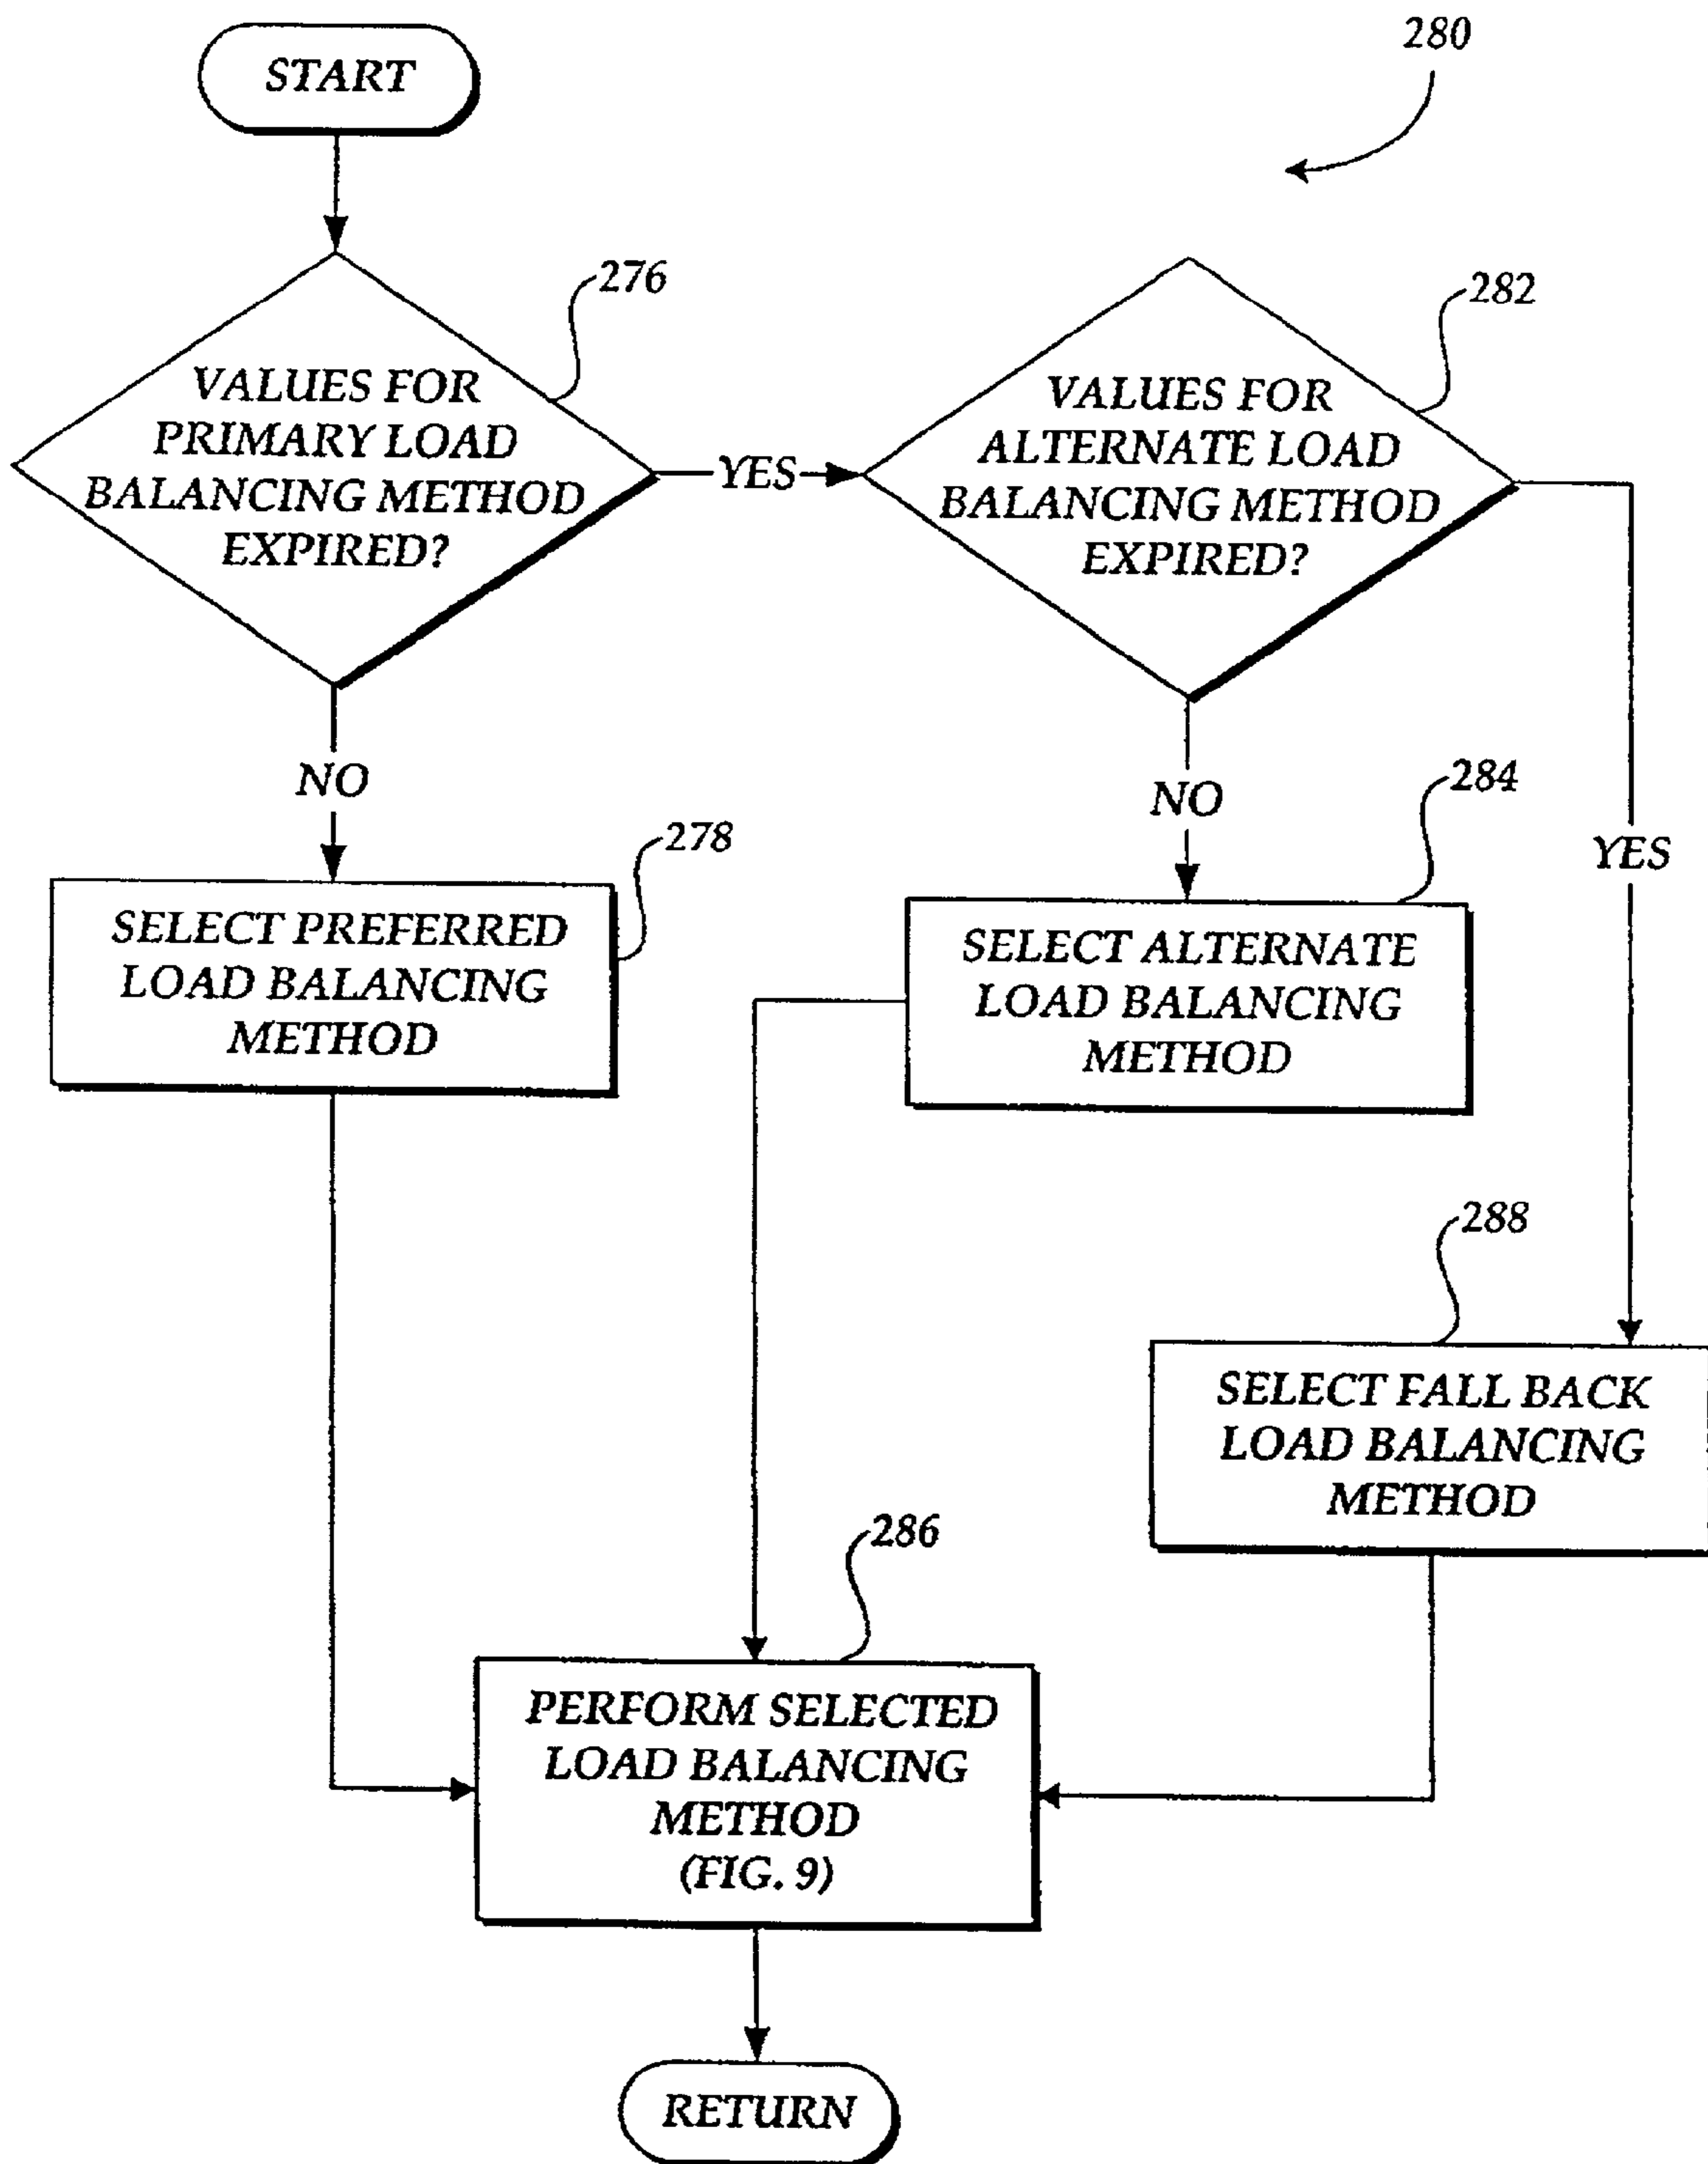 280
START
276
VALUES FOR
PRIMARY LOAD
BALANCING METHOD
EXPIRED?
YES
282
VALUES FOR
ALTERNATE LOAD
BALANCING METHOD
EXPIRED?
NO
278
SELECT PREFERRED
LOAD BALANCING
METHOD
NO
284
SELECT ALTERNATE
LOAD BALANCING
METHOD
YES
288
SELECT FALL BACK
LOAD BALANCING
METHOD
286
PERFORM SELECTED
LOAD BALANCING
METHOD
(FIG. 9)
RETURN